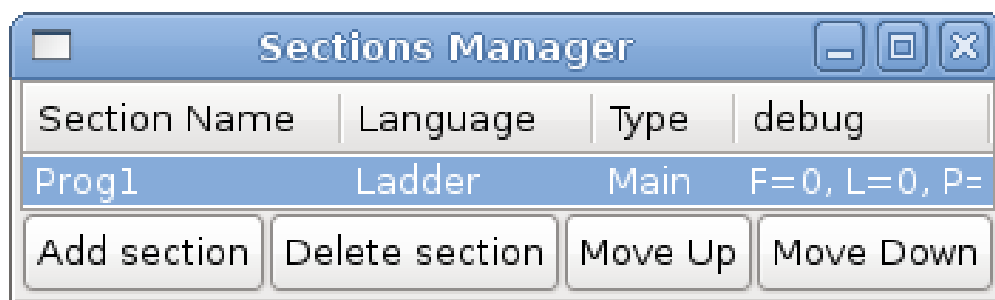 Sections Manager
Section Name Language Type debug
Prog1 Ladder Main F=0, L=0, P=
Add section Delete section Move Up Move Down